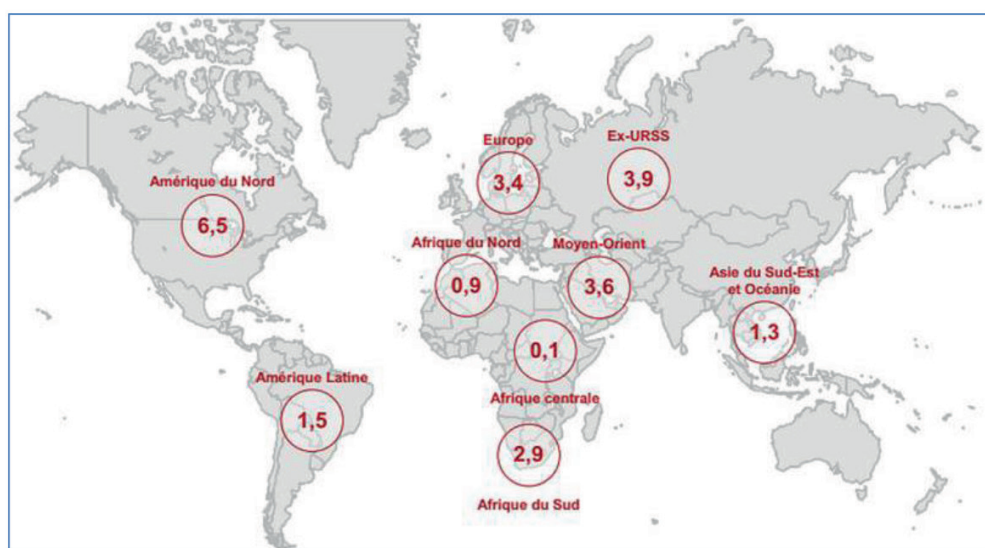 Europe
3,4
Ex-URSS
3,9
Amérique du Nord
6,5
Afrique du Nord
0,9
Moyen-Orient
3,6
Asie du Sud-Est
et Océanie
1,3
0,1
Afrique centrale
Amérique Latine
1,5
2,9
Afrique du Sud